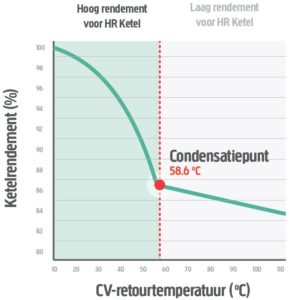 Hoog rendement
voor HR Ketel
Laag rendement
voor HR Ketel
Ketelrendement (%)
100
98
96
94
92
90
88
86
84
82
80
Condensatiepunt
58.6 °C
10 20 30 40 50 60 70 80 90 100 110
CV-retourtemperatuur (°C)